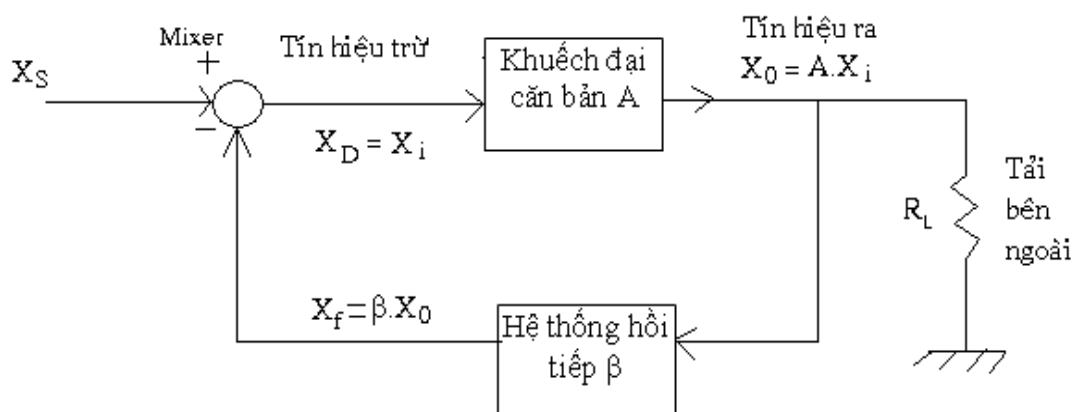 Mixer
+
X_S
−
Tín hiệu trừ
X_D = X_i
Khuếch đại
căn bản A
Tín hiệu ra
X_0 = A.X_i
R_L
Tải
bên
ngoài
X_f = β.X_0
Hệ thống hồi
tiếp β